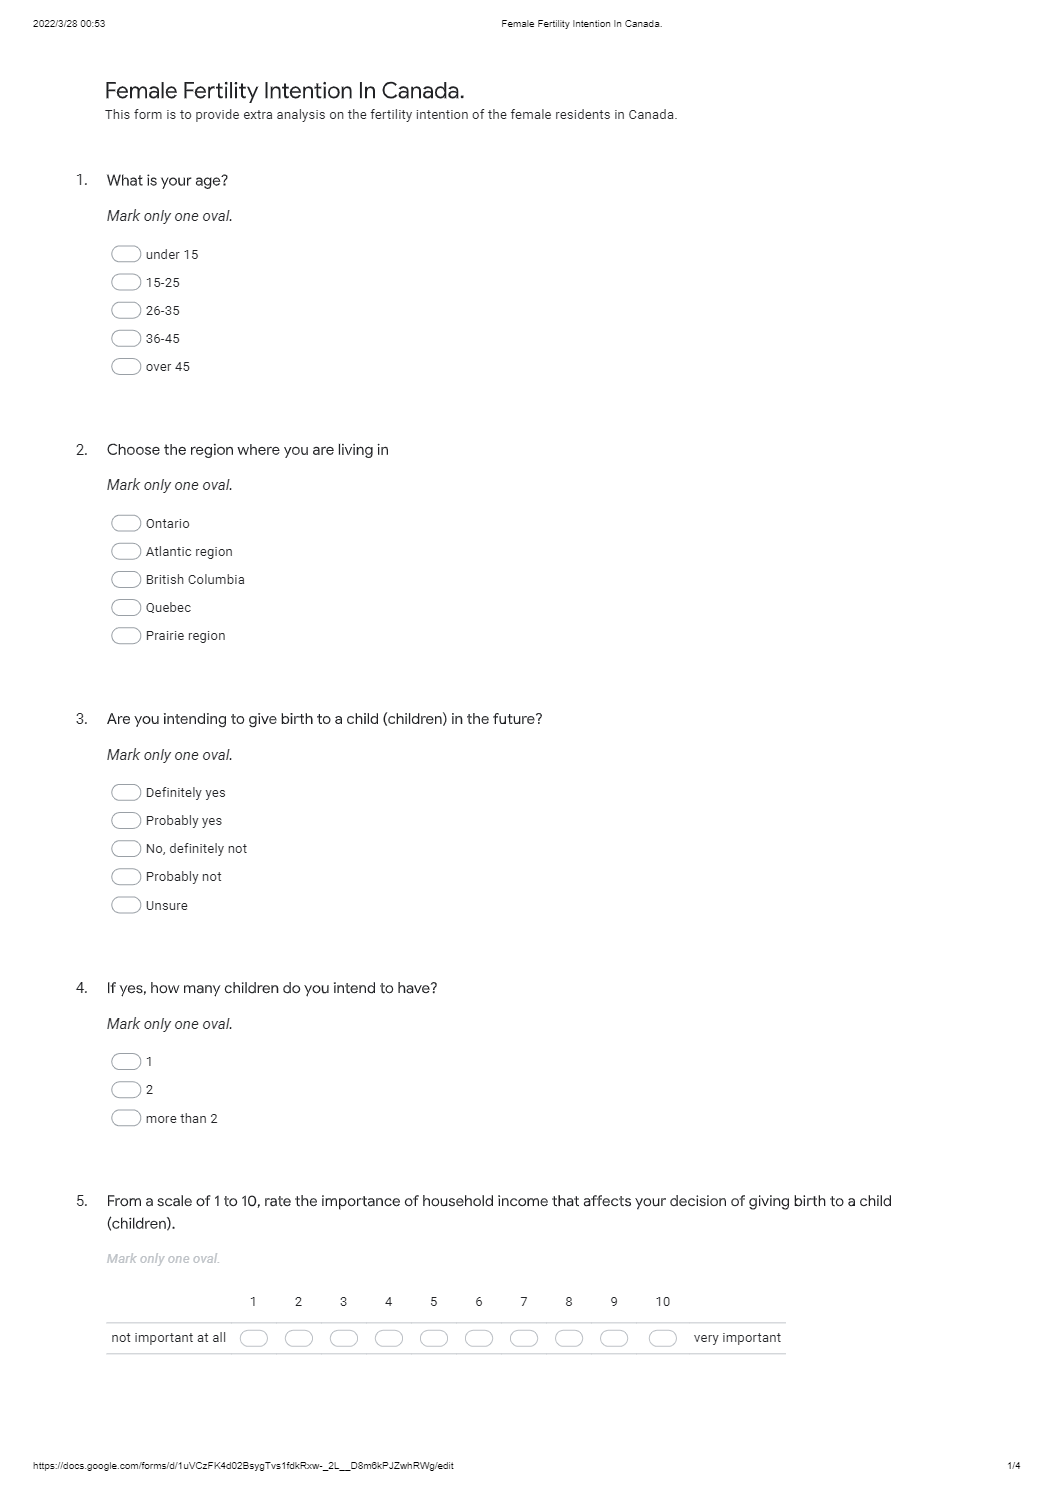 2022/3/28 00:53
Female Fertility Intention In Canada.
Female Fertility Intention In Canada.
This form is to provide extra analysis on the fertility intention of the female residents in Canada.
1. What is your age?
Mark only one oval.
under 15
15-25
26-35
36-45
over 45
2. Choose the region where you are living in
Mark only one oval.
Ontario
Atlantic region
British Columbia
Quebec
Prairie region
3. Are you intending to give birth to a child (children) in the future?
Mark only one oval.
Definitely yes
Probably yes
No, definitely not
Probably not
Unsure
4. If yes, how many children do you intend to have?
Mark only one oval.
1
2
more than 2
5. From a scale of 1 to 10, rate the importance of household income that affects your decision of giving birth to a child
(children).
Mark only one oval.
1 2 3 4 5 6 7 8 9 10
not important at all very important
https://docs.google.com/forms/d/1uVCzFK4d02BsygTvs1fdkRxw-_2L__D8m6kPJZwhRWg/edit
1/4